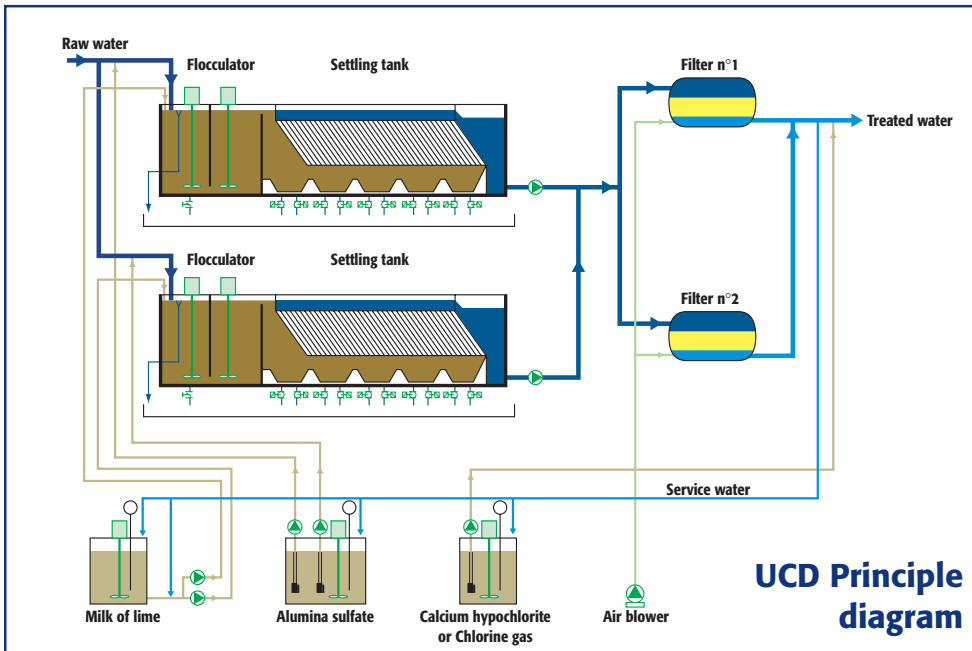 Raw water
Flocculator
Settling tank
Filter n°1
Treated water
Flocculator
Settling tank
Filter n°2
Service water
Milk of lime
Alumina sulfate
Calcium hypochlorite
or Chlorine gas
Air blower
UCD Principle
diagram